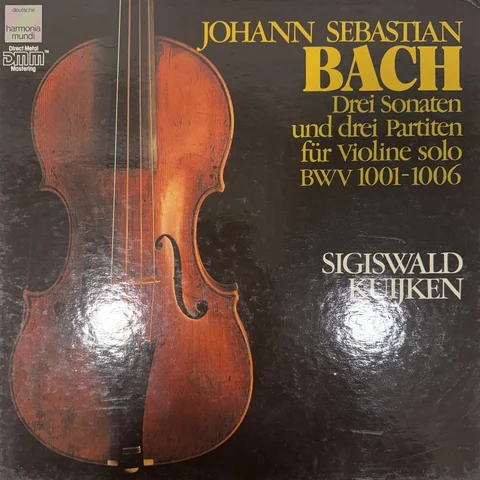 deutsche
harmonia
mundi
Direct Metal
DMM™
Mastering
JOHANN SEBASTIAN
BACH
Drei Sonaten
und drei Partiten
für Violine solo
BWV 1001-1006
SIGISWALD
KUIJKEN